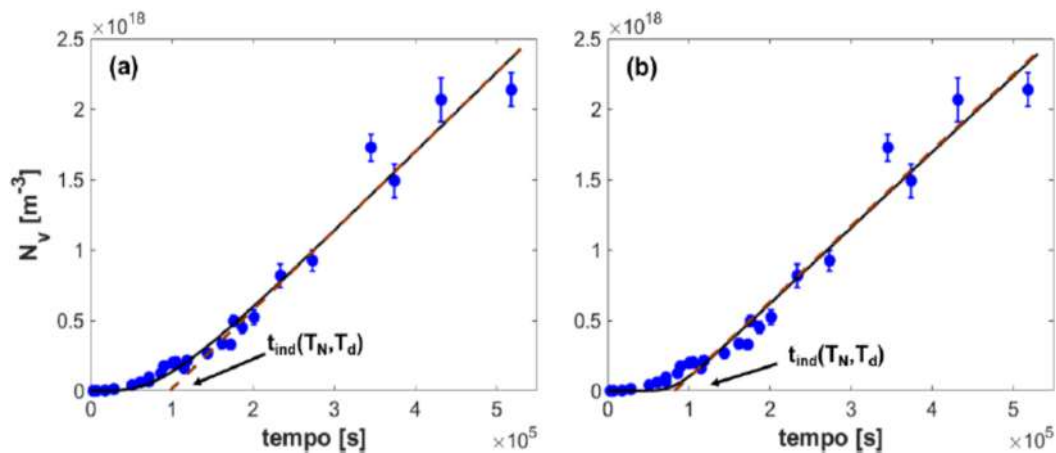 ×10¹⁸
2.5
(a)
2
1.5
1
0.5
0
N_v [m⁻³]
t_ind(T_N,T_d)
0 1 2 3 4 5
tempo [s]
×10⁵
×10¹⁸
2.5
(b)
2
1.5
1
0.5
0
t_ind(T_N,T_d)
0 1 2 3 4 5
tempo [s]
×10⁵